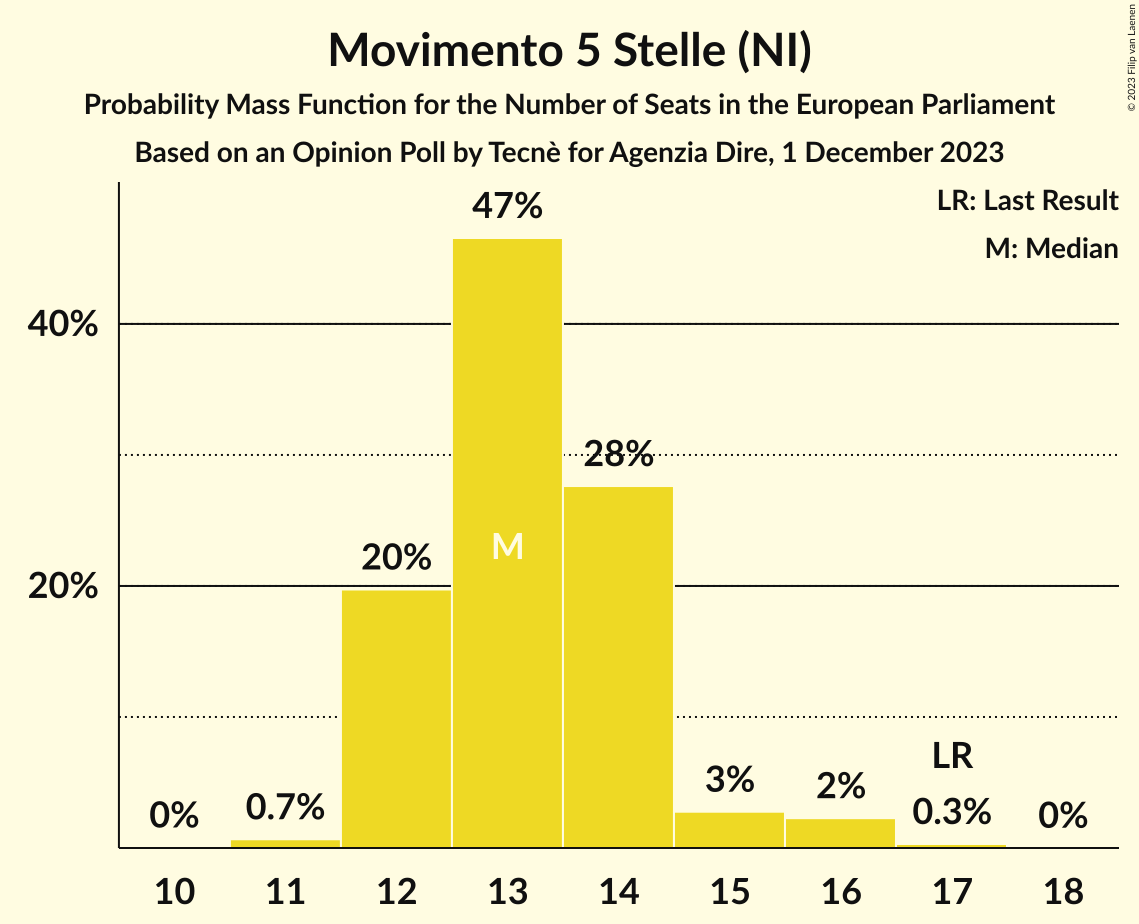 Movimento 5 Stelle (NI)
Probability Mass Function for the Number of Seats in the European Parliament
Based on an Opinion Poll by Tecnè for Agenzia Dire, 1 December 2023
© 2023 Filip van Laenen
LR: Last Result
M: Median
47%
40%
28%
M
20%
20%
LR
3%
2%
0%
0.7%
0.3%
0%
10 11 12 13 14 15 16 17 18